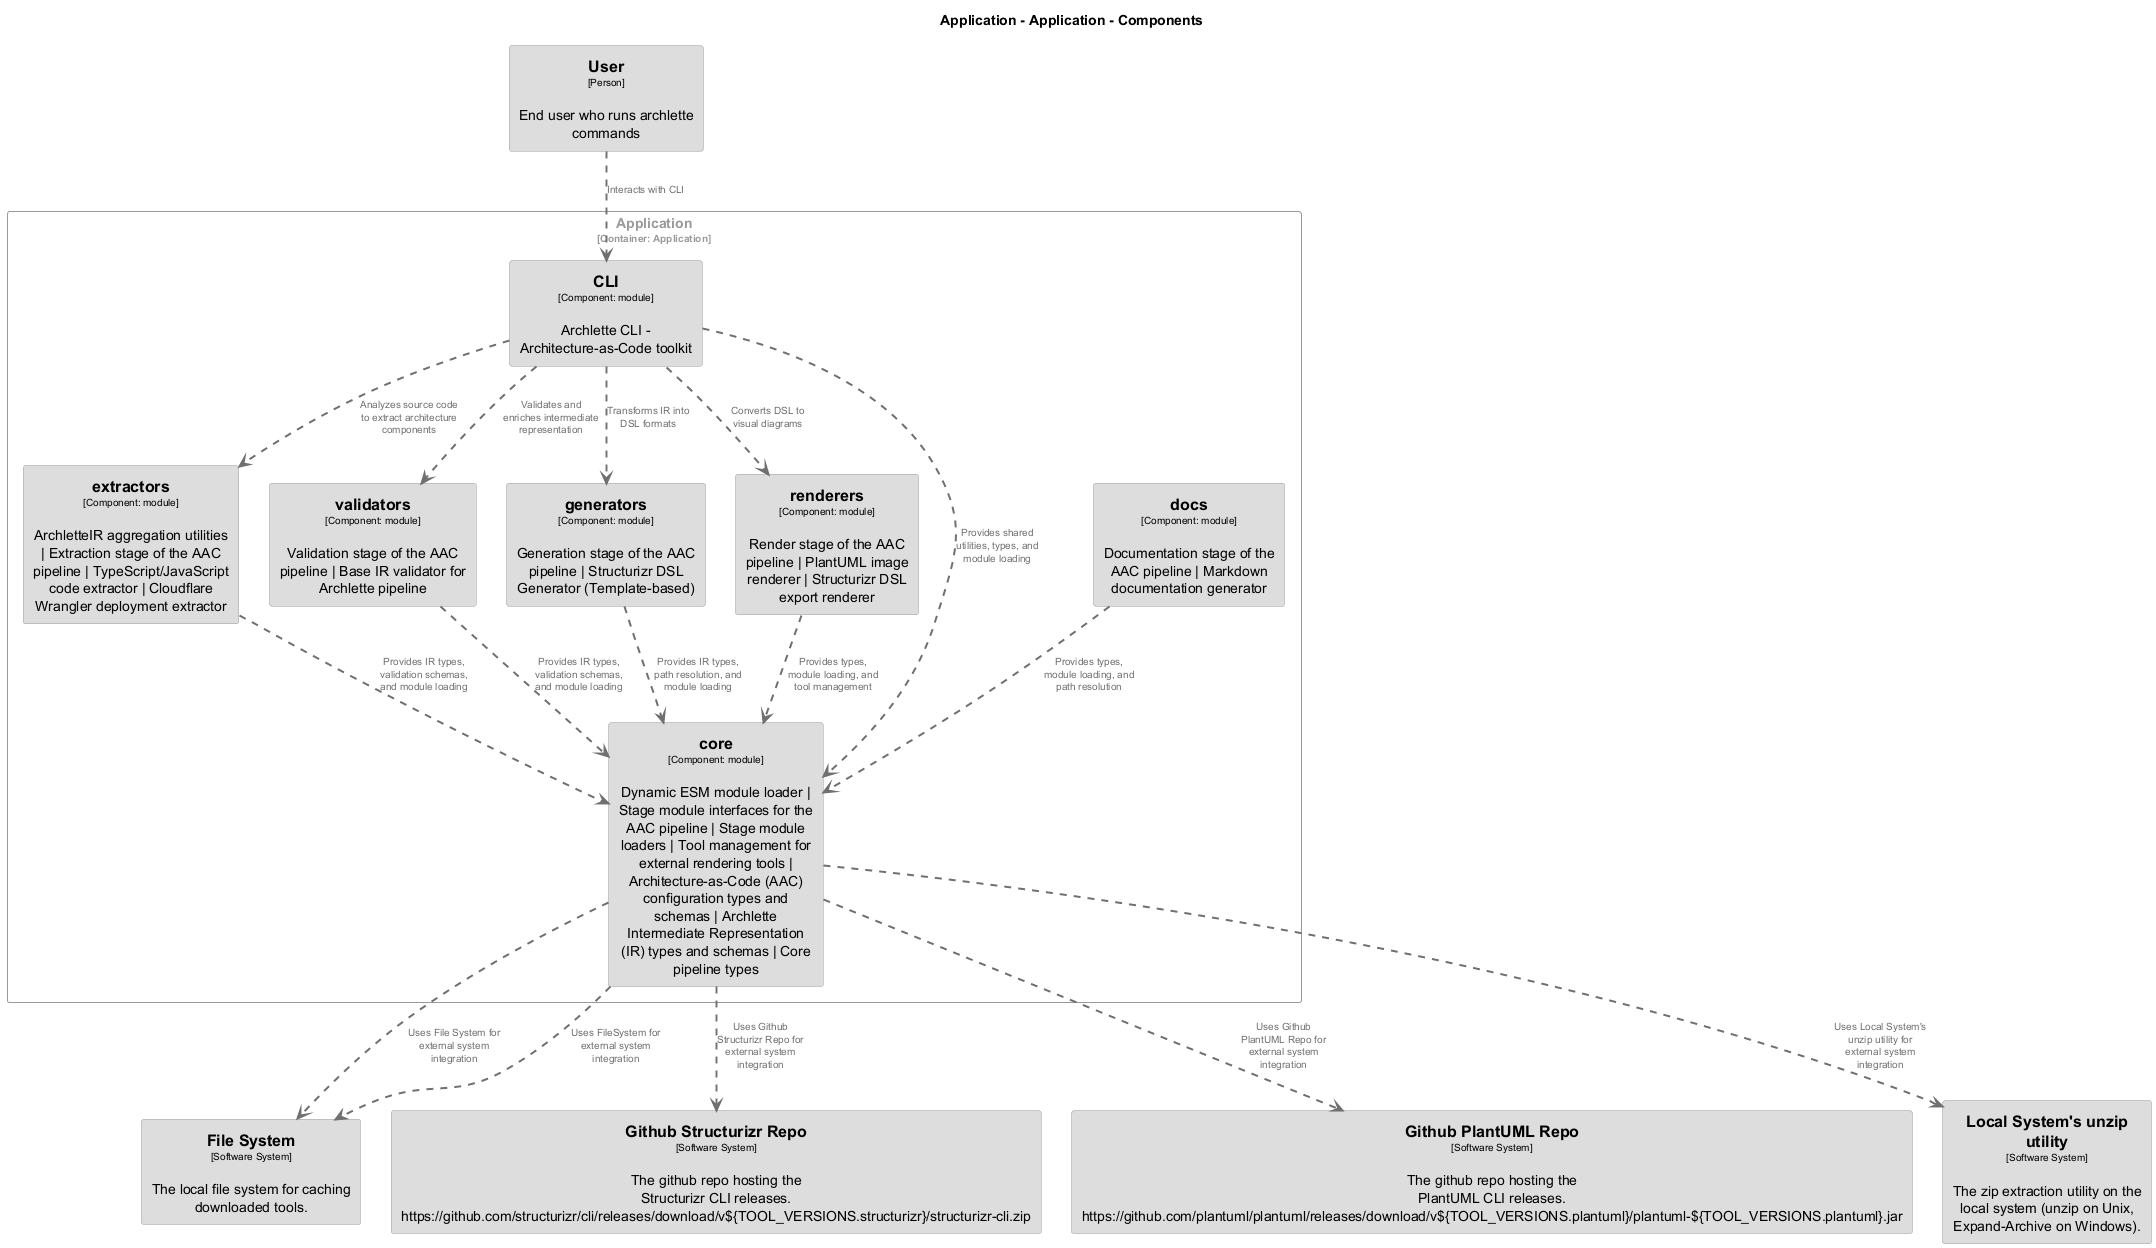 Application - Application - Components
User
[Person]
End user who runs archlette
commands
Interacts with CLI
Application
[Container: Application]
CLI
[Component: module]
Archlette CLI -
Architecture-as-Code toolkit
Analyzes source code
to extract architecture
components
Validates and
enriches intermediate
representation
Transforms IR into
DSL formats
Converts DSL to
visual diagrams
Provides shared
utilities, types, and
module loading
extractors
[Component: module]
ArchletteIR aggregation utilities
| Extraction stage of the AAC
pipeline | TypeScript/JavaScript
code extractor | Cloudflare
Wrangler deployment extractor
validators
[Component: module]
Validation stage of the AAC
pipeline | Base IR validator for
Archlette pipeline
generators
[Component: module]
Generation stage of the AAC
pipeline | Structurizr DSL
Generator (Template-based)
renderers
[Component: module]
Render stage of the AAC
pipeline | PlantUML image
renderer | Structurizr DSL
export renderer
docs
[Component: module]
Documentation stage of the
AAC pipeline | Markdown
documentation generator
Provides IR types,
validation schemas,
and module loading
Provides IR types,
validation schemas,
and module loading
Provides IR types,
path resolution, and
module loading
Provides types,
module loading, and
tool management
Provides types,
module loading, and
path resolution
core
[Component: module]
Dynamic ESM module loader |
Stage module interfaces for the
AAC pipeline | Stage module
loaders | Tool management for
external rendering tools |
Architecture-as-Code (AAC)
configuration types and
schemas | Archlette
Intermediate Representation
(IR) types and schemas | Core
pipeline types
Uses File System for
external system
integration
Uses FileSystem for
external system
integration
Uses Github
Structurizr Repo for
external system
integration
Uses Github
PlantUML Repo for
external system
integration
Uses Local System's
unzip utility for
external system
integration
File System
[Software System]
The local file system for caching
downloaded tools.
Github Structurizr Repo
[Software System]
The github repo hosting the
Structurizr CLI releases.
https://github.com/structurizr/cli/releases/download/v${TOOL_VERSIONS.structurizr}/structurizr-cli.zip
Github PlantUML Repo
[Software System]
The github repo hosting the
PlantUML CLI releases.
https://github.com/plantuml/plantuml/releases/download/v${TOOL_VERSIONS.plantuml}/plantuml-${TOOL_VERSIONS.plantuml}.jar
Local System's unzip
utility
[Software System]
The zip extraction utility on the
local system (unzip on Unix,
Expand-Archive on Windows).